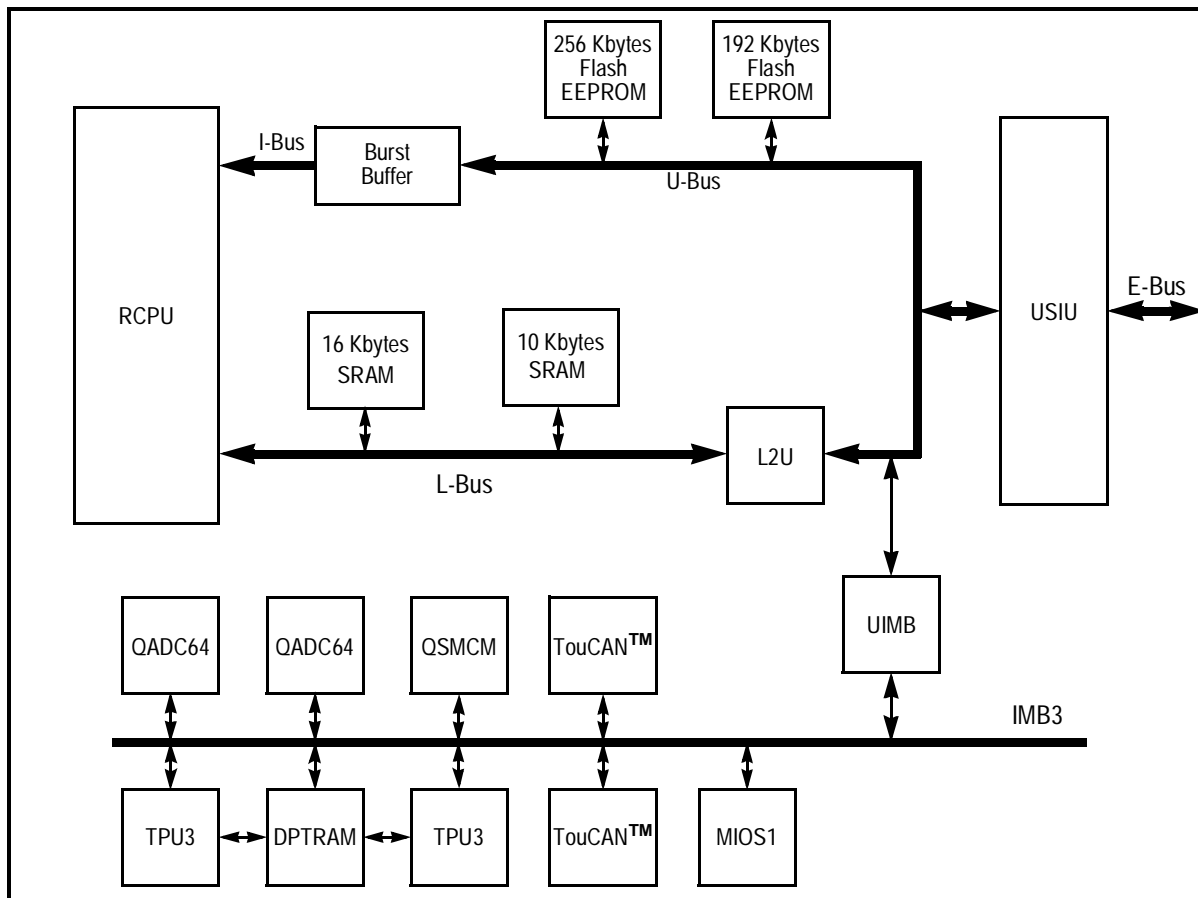 256 Kbytes
Flash
EEPROM
192 Kbytes
Flash
EEPROM
I-Bus
Burst
Buffer
U-Bus
RCPU
USIU
E-Bus
16 Kbytes
SRAM
10 Kbytes
SRAM
L2U
L-Bus
UIMB
QADC64
QADC64
QSMCM
TouCAN™
IMB3
TPU3
DPTRAM
TPU3
TouCAN™
MIOS1